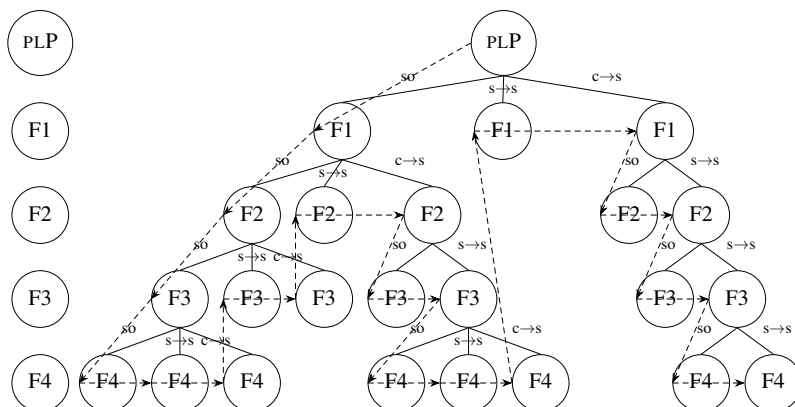 PLP PLP
so s→s c→s
F1 F1 F1 F1
so s→s c→s so s→s
F2 F2 F2 F2 F2 F2
so s→s c→s so s→s so s→s
F3 F3 F3 F3 F3 F3 F3 F3
so s→s c→s so s→s c→s so s→s
F4 F4 F4 F4 F4 F4 F4 F4 F4